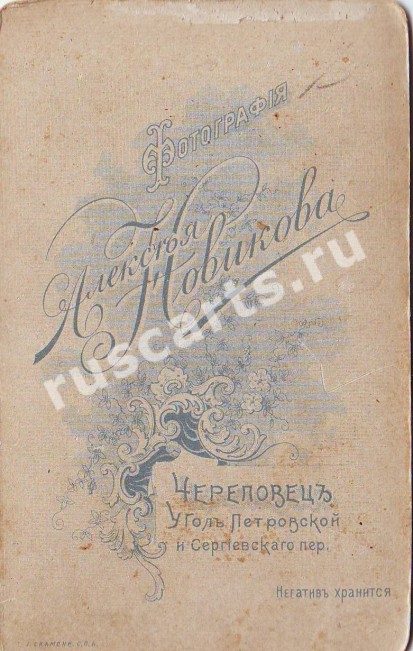 Фотографія
Алексѣя
Новикова
Череповецъ
Уголъ Петровской
и Сергіевскаго пер.
Негативъ хранится
ruscarts.ru